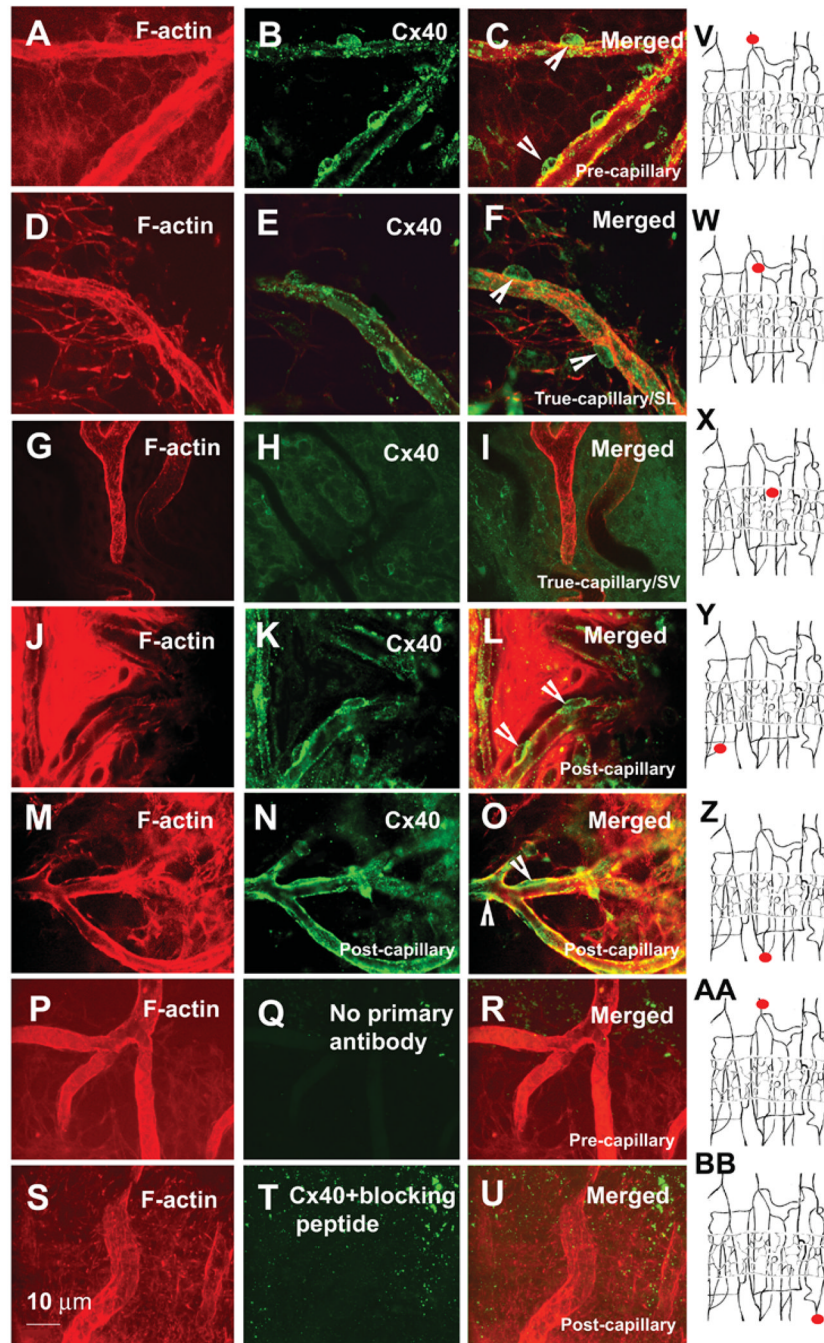 A F-actin
B Cx40
C Merged
Pre-capillary
V
D F-actin
E Cx40
F Merged
True-capillary/SL
W
G F-actin
H Cx40
I Merged
True-capillary/SV
X
J F-actin
K Cx40
L Merged
Post-capillary
Y
M F-actin
N Cx40
Post-capillary
O Merged
Post-capillary
Z
P F-actin
Q No primary
antibody
R Merged
Pre-capillary
AA
S F-actin
10 μm
T Cx40+blocking
peptide
U Merged
Post-capillary
BB